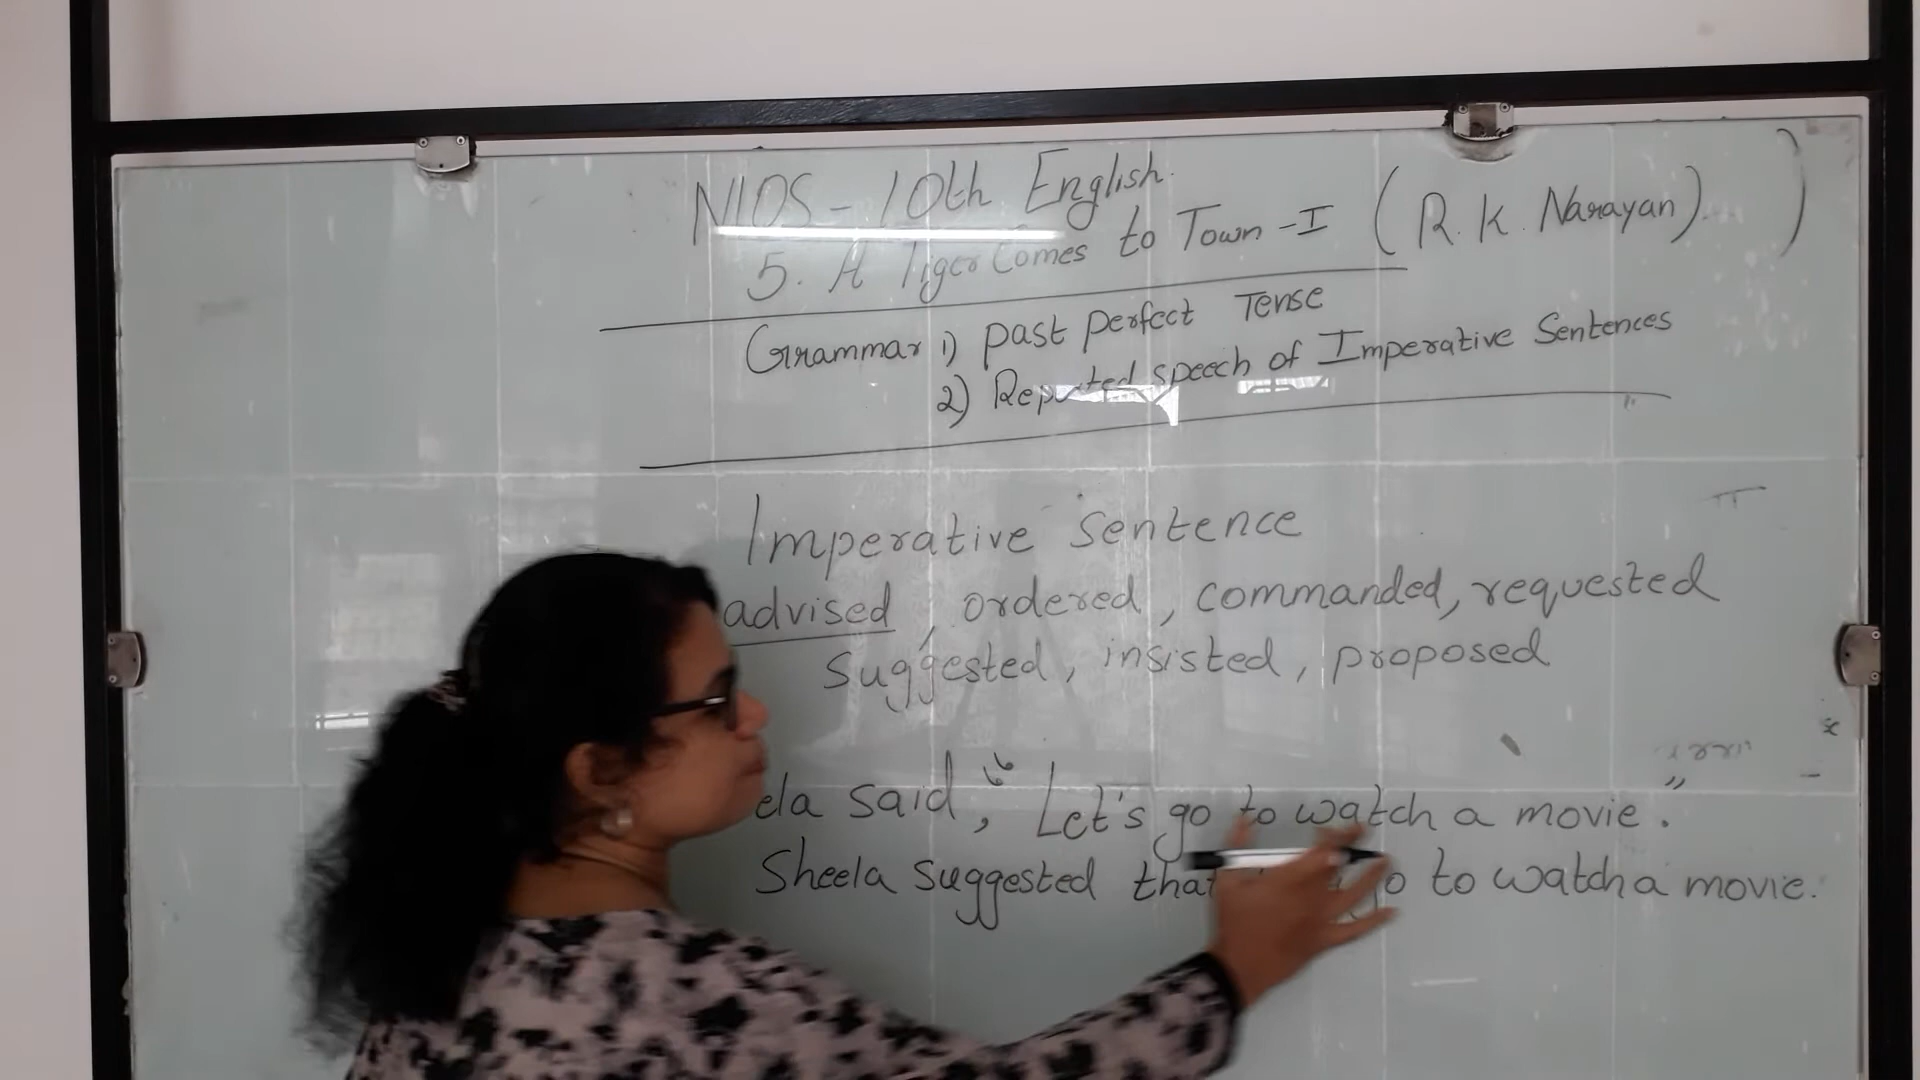 NIOS - 10th English.
5. A Tiger Comes to Town - I (R. K. Narayan) )
Grammar 1) Past Perfect Tense
2) Reported speech of Imperative Sentences
Imperative Sentence
advised, ordered, commanded, requested
suggested, insisted, proposed
ela said, “Let's go to watch a movie.”
Sheela suggested that go to watch a movie.